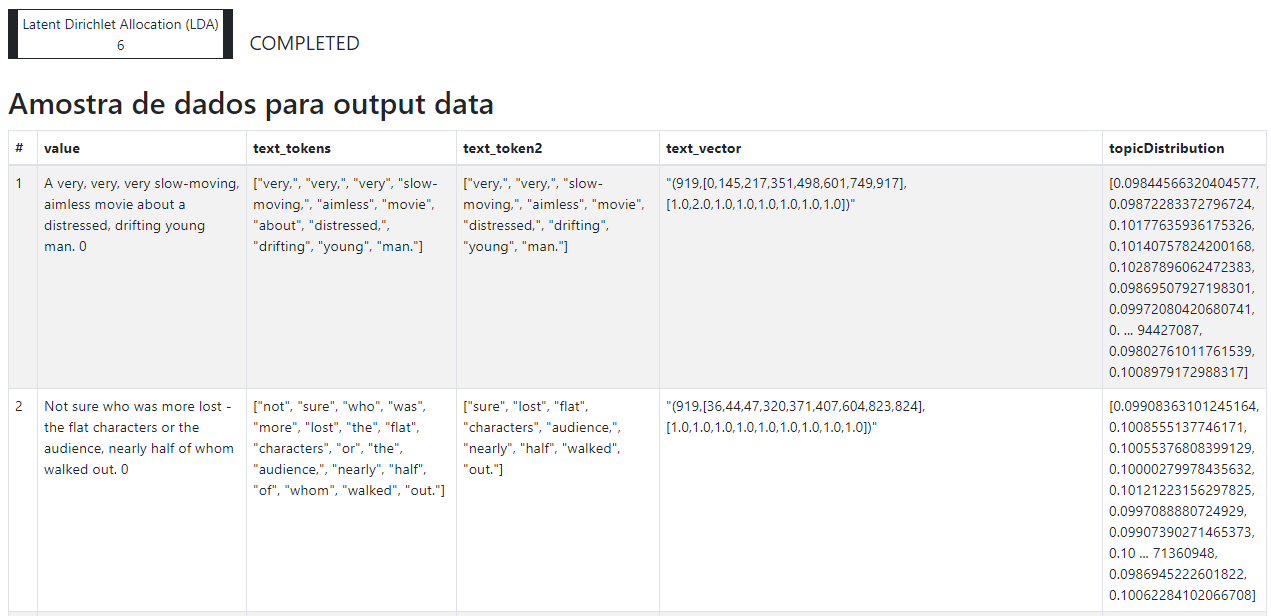 Latent Dirichlet Allocation (LDA)
6
COMPLETED
Amostra de dados para output data
# value text_tokens text_token2 text_vector topicDistribution
1
A very, very, very slow-moving,
aimless movie about a
distressed, drifting young
man. 0
["very,", "very,", "very", "slow-
moving,", "aimless", "movie",
"about", "distressed,",
"drifting", "young", "man."]
["very,", "very,", "slow-
moving,", "aimless", "movie",
"distressed,", "drifting",
"young", "man."]
"(919,[0,145,217,351,498,601,749,917],
[1.0,2.0,1.0,1.0,1.0,1.0,1.0,1.0])"
[0.09844566320404577,
0.09872283372796724,
0.10177635936175326,
0.10140757824200168,
0.10287896062472383,
0.09869507927198301,
0.09972080420680741,
0. ... 94427087,
0.09802761011761539,
0.1008979172988317]
2
Not sure who was more lost -
the flat characters or the
audience, nearly half of whom
walked out. 0
["not", "sure", "who", "was",
"more", "lost", "the", "flat",
"characters", "or", "the",
"audience,", "nearly", "half",
"of", "whom", "walked", "out."]
["sure", "lost", "flat",
"characters", "audience,",
"nearly", "half", "walked",
"out."]
"(919,[36,44,47,320,371,407,604,823,824],
[1.0,1.0,1.0,1.0,1.0,1.0,1.0,1.0,1.0])"
[0.09908363101245164,
0.1008555137746171,
0.10055376808399129,
0.10000279978435632,
0.10121223156297825,
0.0997088880724929,
0.09907390271465373,
0.10 ... 71360948,
0.0986945222601822,
0.10062284102066708]